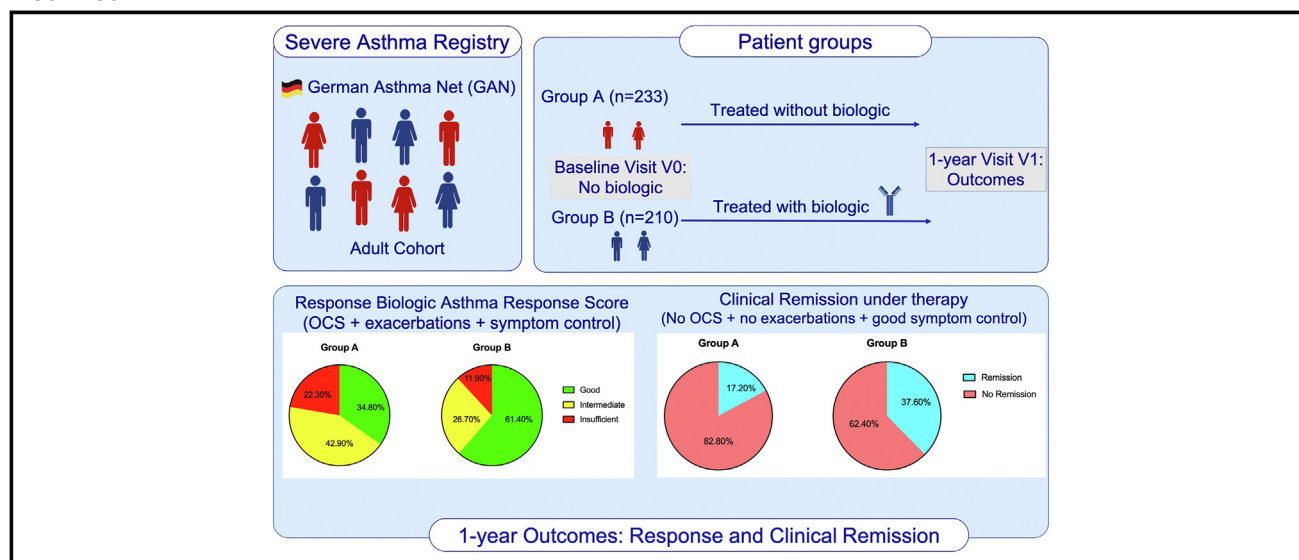 Severe Asthma Registry
German Asthma Net (GAN)
Adult Cohort
Patient groups
Group A (n=233)
Treated without biologic
Baseline Visit V0:
No biologic
1-year Visit V1:
Outcomes
Treated with biologic
Group B (n=210)
Response Biologic Asthma Response Score
(OCS + exacerbations + symptom control)
Group A
22.30%
34.80%
42.90%
Group B
11.90%
26.70%
61.40%
Good
Intermediate
Insufficient
Clinical Remission under therapy
(No OCS + no exacerbations + good symptom control)
Group A
17.20%
82.80%
Group B
37.60%
62.40%
Remission
No Remission
1-year Outcomes: Response and Clinical Remission